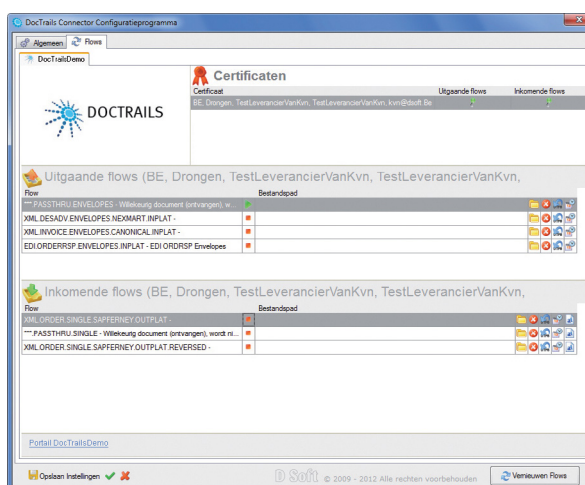 DocTrails Connector Configuratieprogramma
Algemeen Flows
DocTrailsDemo
DOCTRAILS
Certificaten
Certificaat Uitgaande flows Inkomende flows
BE, Drongen, TestLeverancierVanKvn, TestLeverancierVanKvn, kvn@dsoft.Be
Uitgaande flows (BE, Drongen, TestLeverancierVanKvn, TestLeverancierVanKvn,
Flow Bestandspad
***.PASSTHRU.ENVELOPES - Willekeurig document (ontvangen), w...
XML.DESADV.ENVELOPES.NEXMART.INPLAT -
XML.INVOICE.ENVELOPES.CANONICAL.INPLAT -
EDI.ORDERRSP.ENVELOPES.INPLAT - EDI ORDRSP Envelopes
Inkomende flows (BE, Drongen, TestLeverancierVanKvn, TestLeverancierVanKvn,
Flow Bestandspad
XML.ORDER.SINGLE.SAPFERNEY.OUTPLAT -
***.PASSTHRU.SINGLE - Willekeurig document (ontvangen), wordt ni...
XML.ORDER.SINGLE.SAPFERNEY.OUTPLAT.REVERSED -
Portail DocTrailsDemo
Opslaan Instellingen D Soft © 2009 - 2012 Alle rechten voorbehouden Vernieuwen Flows